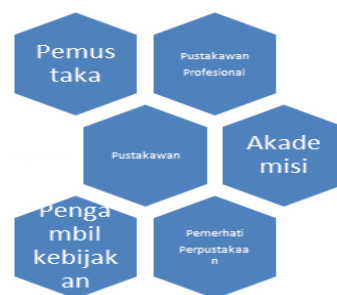 Pemus
taka
Pustakawan
Profesional
Pustakawan
Akade
misi
Penga
mbil
kebijak
an
Pemerhati
Perpustakaa
n